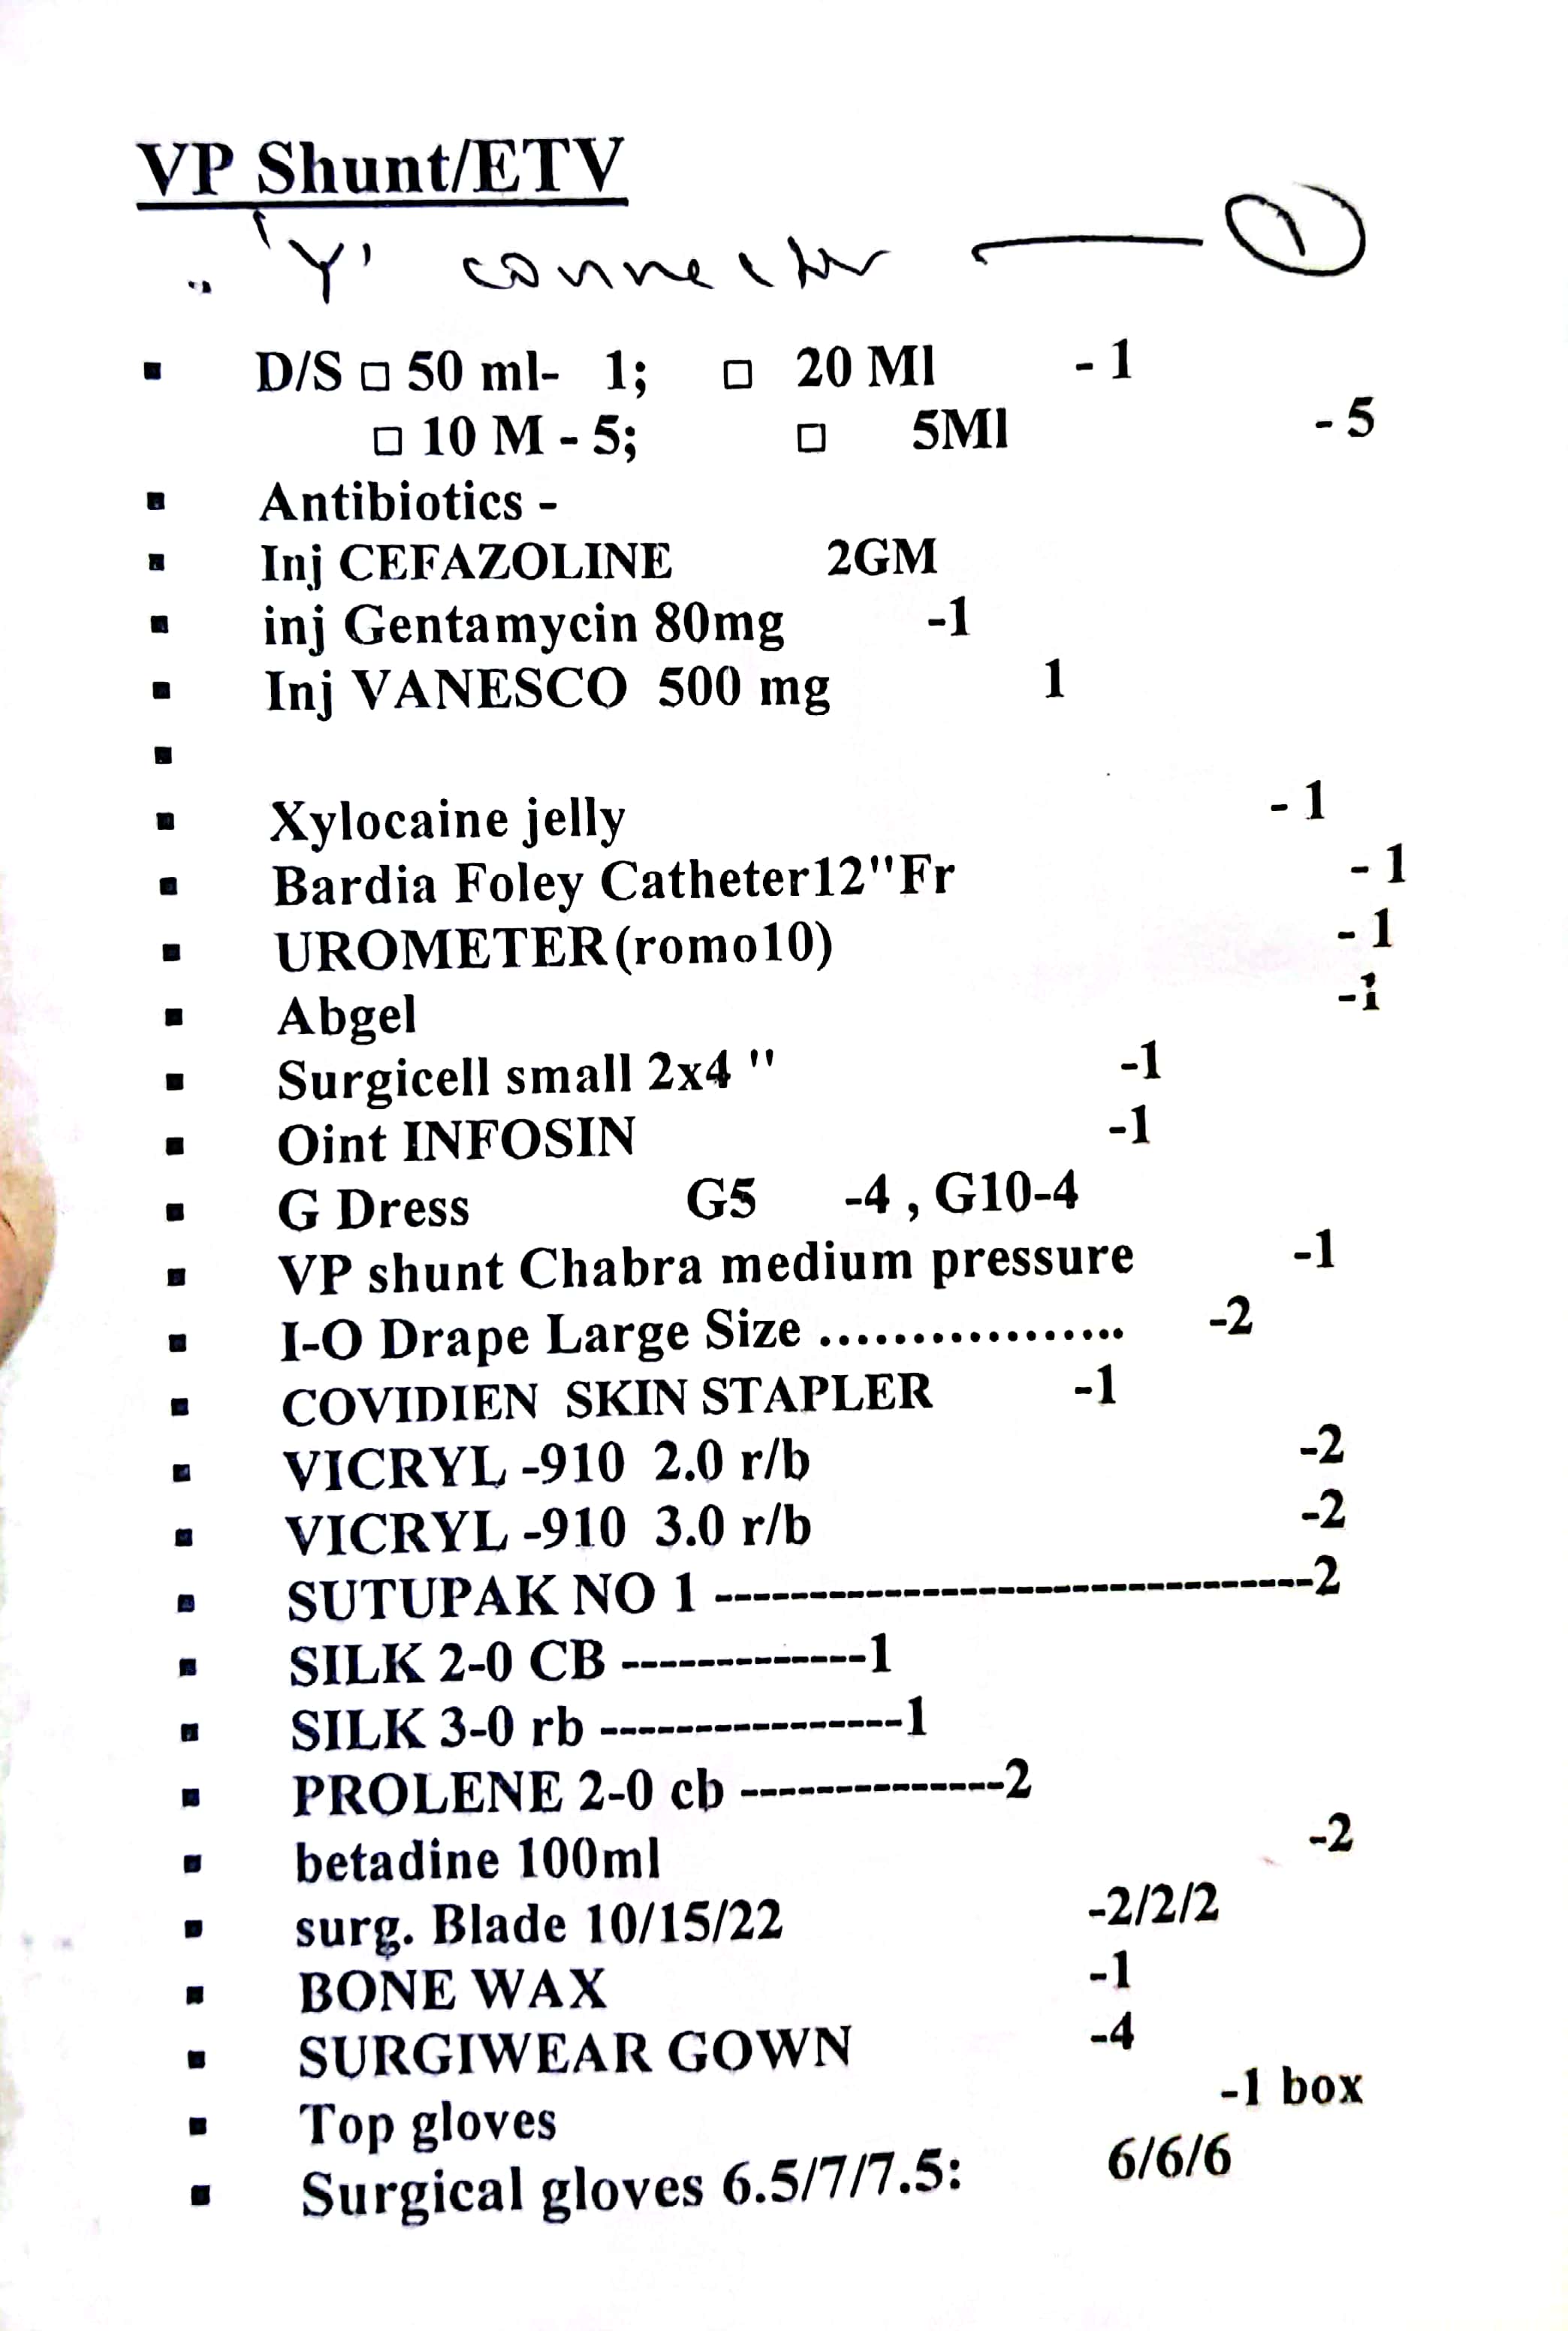 VP Shunt/ETV
'Y' connector — 1
▪ D/S □ 50 ml- 1; □ 20 Ml - 1
□ 10 M - 5; □ 5Ml - 5
▪ Antibiotics -
▪ Inj CEFAZOLINE 2GM
▪ inj Gentamycin 80mg -1
▪ Inj VANESCO 500 mg 1
▪
▪ Xylocaine jelly - 1
▪ Bardia Foley Catheter12"Fr - 1
▪ UROMETER(romo10) - 1
▪ Abgel -1
▪ Surgicell small 2x4 " -1
▪ Oint INFOSIN -1
▪ G Dress G5 -4 , G10-4
▪ VP shunt Chabra medium pressure -1
▪ I-O Drape Large Size ................. -2
▪ COVIDIEN SKIN STAPLER -1
▪ VICRYL -910 2.0 r/b -2
▪ VICRYL -910 3.0 r/b -2
▪ SUTUPAK NO 1 --------------------------------2
▪ SILK 2-0 CB -------------1
▪ SILK 3-0 rb ----------------1
▪ PROLENE 2-0 cb --------------2
▪ betadine 100ml -2
▪ surg. Blade 10/15/22 -2/2/2
▪ BONE WAX -1
▪ SURGIWEAR GOWN -4
▪ Top gloves -1 box
▪ Surgical gloves 6.5/7/7.5: 6/6/6